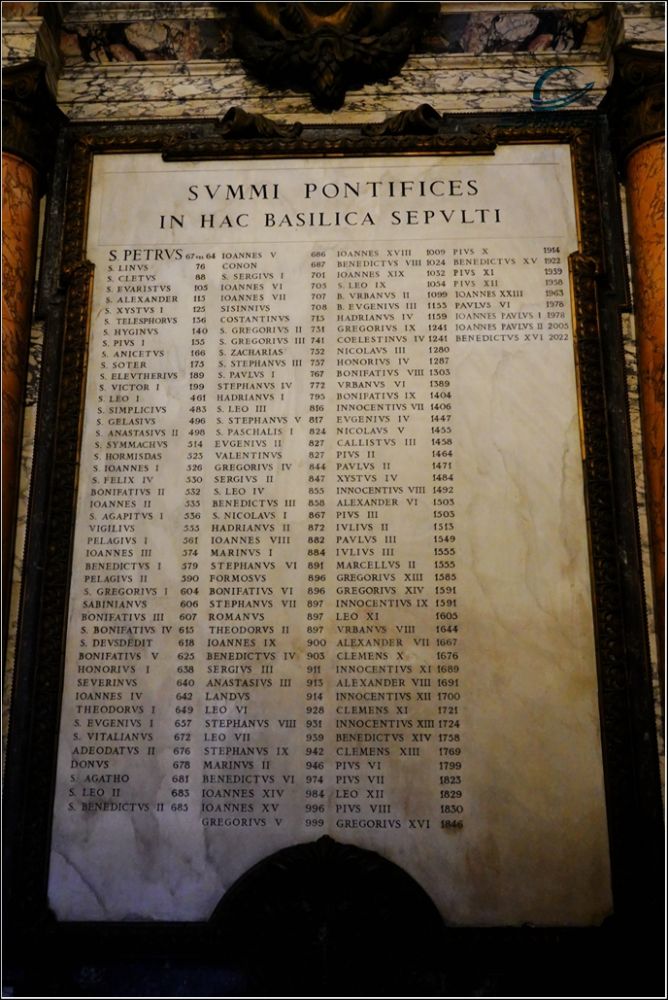 SVMMI PONTIFICES
IN HAC BASILICA SEPVLTI
S. PETRVS 67 64
S. LINVS 76
S. CLETVS 88
S. EVARISTVS 105
S. ALEXANDER 115
S. XYSTVS I 125
S. TELESPHORVS 136
S. HYGINVS 140
S. PIVS I 155
S. ANICETVS 166
S. SOTER 175
S. ELEVTHERIVS 189
S. VICTOR I 199
S. LEO I 461
S. SIMPLICIVS 483
S. GELASIVS 496
S. ANASTASIVS II 498
S. SYMMACHVS 514
S. HORMISDAS 523
S. IOANNES I 526
S. FELIX IV 530
BONIFATIVS II 532
IOANNES II 535
S. AGAPITVS I 536
VIGILIVS 555
PELAGIVS I 561
IOANNES III 574
BENEDICTVS I 579
PELAGIVS II 590
S. GREGORIVS I 604
SABINIANVS 606
BONIFATIVS III 607
S. BONIFATIVS IV 615
S. DEVSDEDIT 618
BONIFATIVS V 625
HONORIVS I 638
SEVERINVS 640
IOANNES IV 642
THEODORVS I 649
S. EVGENIVS I 657
S. VITALIANVS 672
ADEODATVS II 676
DONVS 678
S. AGATHO 681
S. LEO II 683
S. BENEDICTVS II 685
IOANNES V 686
CONON 687
S. SERGIVS I 701
IOANNES VI 705
IOANNES VII 707
SISINNIVS 708
COSTANTINVS 715
S. GREGORIVS II 731
S. GREGORIVS III 741
S. ZACHARIAS 752
S. STEPHANVS III 757
S. PAVLVS I 767
STEPHANVS IV 772
HADRIANVS I 795
S. LEO III 816
S. STEPHANVS V 817
S. PASCHALIS I 824
EVGENIVS II 827
VALENTINVS 827
GREGORIVS IV 844
SERGIVS II 847
S. LEO IV 855
BENEDICTVS III 858
S. NICOLAVS I 867
HADRIANVS II 872
IOANNES VIII 882
MARINVS I 884
STEPHANVS VI 891
FORMOSVS 896
BONIFATIVS VI 896
STEPHANVS VII 897
ROMANVS 897
THEODORVS II 897
IOANNES IX 900
BENEDICTVS IV 903
SERGIVS III 911
ANASTASIVS III 913
LANDVS 914
LEO VI 928
STEPHANVS VIII 931
LEO VII 939
STEPHANVS IX 942
MARINVS II 946
BENEDICTVS VI 974
IOANNES XIV 984
IOANNES XV 996
GREGORIVS V 999
IOANNES XVIII 1009
BENEDICTVS VIII 1024
IOANNES XIX 1032
S. LEO IX 1054
B. VRBANVS II 1099
B. EVGENIVS III 1153
HADRIANVS IV 1159
GREGORIVS IX 1241
COELESTINVS IV 1241
NICOLAVS III 1280
HONORIVS IV 1287
BONIFATIVS VIII 1303
VRBANVS VI 1389
BONIFATIVS IX 1404
INNOCENTIVS VII 1406
EVGENIVS IV 1447
NICOLAVS V 1455
CALLISTVS III 1458
PIVS II 1464
PAVLVS II 1471
XYSTVS IV 1484
INNOCENTIVS VIII 1492
ALEXANDER VI 1503
PIVS III 1503
IVLIVS II 1513
PAVLVS III 1549
IVLIVS III 1555
MARCELLVS II 1555
GREGORIVS XIII 1585
GREGORIVS XIV 1591
INNOCENTIVS IX 1591
LEO XI 1605
VRBANVS VIII 1644
ALEXANDER VII 1667
CLEMENS X 1676
INNOCENTIVS XI 1689
ALEXANDER VIII 1691
INNOCENTIVS XII 1700
CLEMENS XI 1721
INNOCENTIVS XIII 1724
BENEDICTVS XIV 1758
CLEMENS XIII 1769
PIVS VI 1799
PIVS VII 1823
LEO XII 1829
PIVS VIII 1830
GREGORIVS XVI 1846
PIVS X 1914
BENEDICTVS XV 1922
PIVS XI 1939
PIVS XII 1958
IOANNES XXIII 1963
PAVLVS VI 1978
IOANNES PAVLVS I 1978
IOANNES PAVLVS II 2005
BENEDICTVS XVI 2022